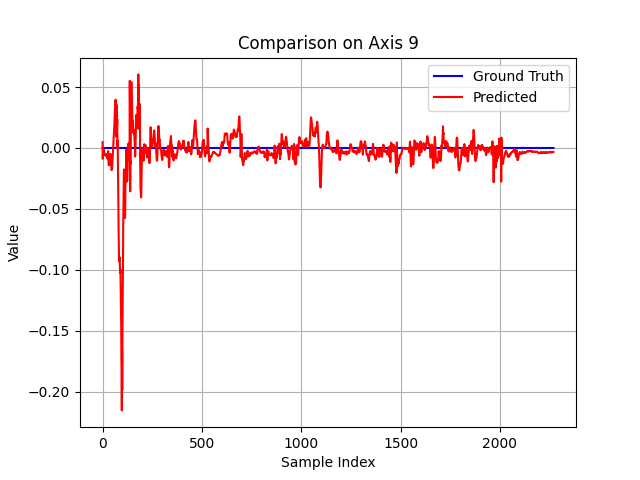 Comparison on Axis 9
Ground Truth
Predicted
0.05
0.00
−0.05
−0.10
−0.15
−0.20
Value
0
500
1000
1500
2000
Sample Index